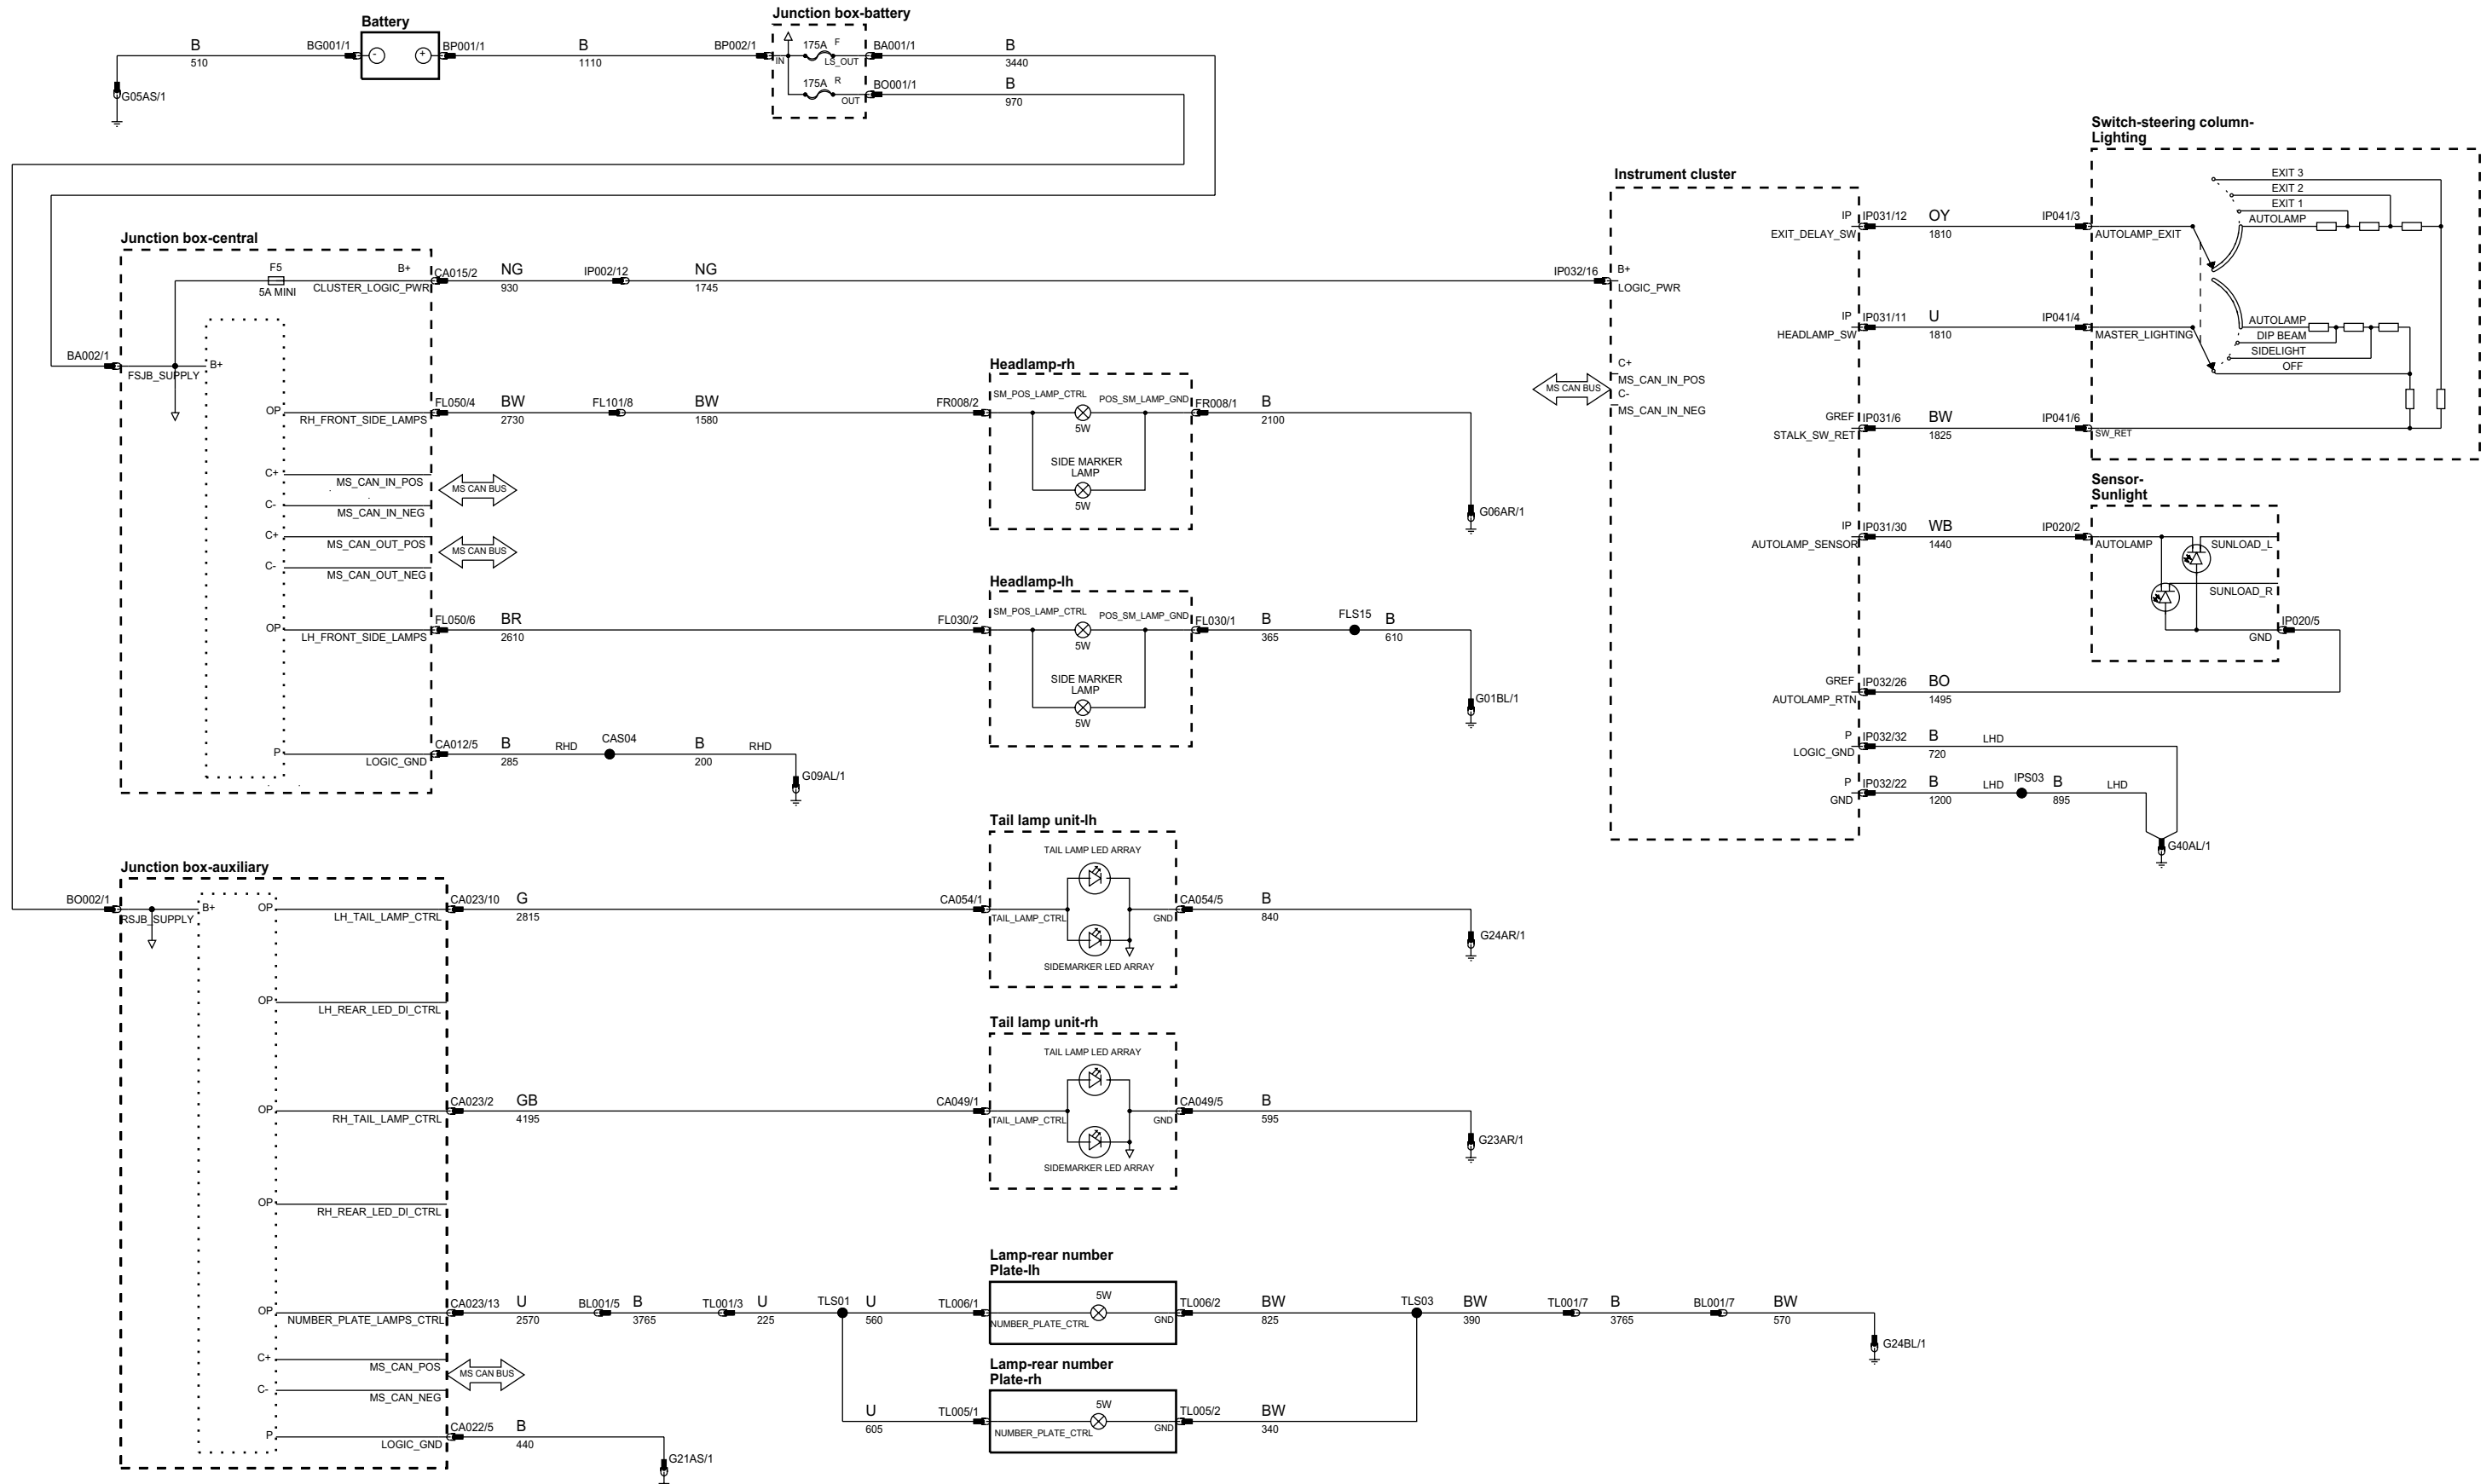 Battery
B
510
BG001/1
-
+
BP001/1
B
1110
G05AS/1
Junction box-battery
BP002/1
IN
175A F
LS_OUT
BA001/1
B
3440
175A R
OUT
BO001/1
B
970
Junction box-central
F5
5A MINI
B+
CLUSTER_LOGIC_PWR
CA015/2
NG
930
IP002/12
NG
1745
IP032/16
BA002/1
FSJB_SUPPLY
B+
OP
RH_FRONT_SIDE_LAMPS
FL050/4
BW
2730
FL101/8
BW
1580
FR008/2
C+
MS_CAN_IN_POS
C-
MS_CAN_IN_NEG
MS CAN BUS
C+
MS_CAN_OUT_POS
C-
MS_CAN_OUT_NEG
MS CAN BUS
OP
LH_FRONT_SIDE_LAMPS
FL050/6
BR
2610
FL030/2
P
LOGIC_GND
CA012/5
B
285
RHD
CAS04
B
200
RHD
G09AL/1
Headlamp-rh
SM_POS_LAMP_CTRL
POS_SM_LAMP_GND
5W
SIDE MARKER
LAMP
5W
FR008/1
B
2100
G06AR/1
Headlamp-lh
SM_POS_LAMP_CTRL
POS_SM_LAMP_GND
5W
SIDE MARKER
LAMP
5W
FL030/1
B
365
FLS15
B
610
G01BL/1
Instrument cluster
B+
LOGIC_PWR
C+
MS_CAN_IN_POS
C-
MS_CAN_IN_NEG
MS CAN BUS
IP
EXIT_DELAY_SW
IP031/12
OY
1810
IP041/3
IP
HEADLAMP_SW
IP031/11
U
1810
IP041/4
GREF
STALK_SW_RET
IP031/6
BW
1825
IP041/6
IP
AUTOLAMP_SENSOR
IP031/30
WB
1440
IP020/2
GREF
AUTOLAMP_RTN
IP032/26
BO
1495
P
LOGIC_GND
IP032/32
B
720
LHD
P
GND
IP032/22
B
1200
LHD
IPS03
B
895
LHD
G40AL/1
Switch-steering column-
Lighting
EXIT 3
EXIT 2
EXIT 1
AUTOLAMP
AUTOLAMP_EXIT
AUTOLAMP
DIP BEAM
SIDELIGHT
OFF
MASTER_LIGHTING
SW_RET
Sensor-
Sunlight
AUTOLAMP
SUNLOAD_L
SUNLOAD_R
GND
IP020/5
Junction box-auxiliary
BO002/1
RSJB_SUPPLY
B+
OP
LH_TAIL_LAMP_CTRL
CA023/10
G
2815
CA054/1
OP
LH_REAR_LED_DI_CTRL
OP
RH_TAIL_LAMP_CTRL
CA023/2
GB
4195
CA049/1
OP
RH_REAR_LED_DI_CTRL
OP
NUMBER_PLATE_LAMPS_CTRL
CA023/13
U
2570
BL001/5
B
3765
TL001/3
U
225
TLS01
U
560
TL006/1
U
605
TL005/1
C+
MS_CAN_POS
C-
MS_CAN_NEG
MS CAN BUS
P
LOGIC_GND
CA022/5
B
440
G21AS/1
Tail lamp unit-lh
TAIL LAMP LED ARRAY
TAIL_LAMP_CTRL
GND
SIDEMARKER LED ARRAY
CA054/5
B
840
G24AR/1
Tail lamp unit-rh
TAIL LAMP LED ARRAY
TAIL_LAMP_CTRL
GND
SIDEMARKER LED ARRAY
CA049/5
B
595
G23AR/1
Lamp-rear number
Plate-lh
5W
NUMBER_PLATE_CTRL
GND
TL006/2
BW
825
TLS03
BW
390
TL001/7
B
3765
BL001/7
BW
570
G24BL/1
Lamp-rear number
Plate-rh
5W
NUMBER_PLATE_CTRL
GND
TL005/2
BW
340